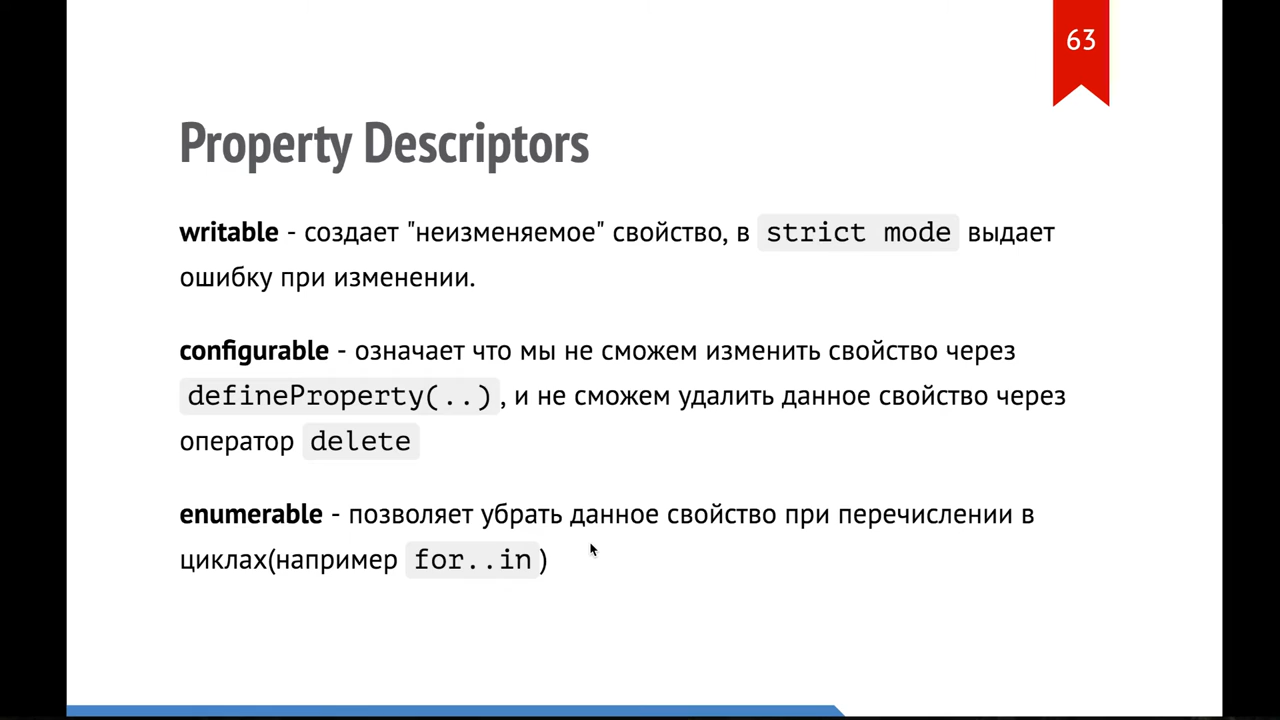 63
Property Descriptors
writable - создает "неизменяемое" свойство, в strict mode выдает
ошибку при изменении.
configurable - означает что мы не сможем изменить свойство через
defineProperty(..), и не сможем удалить данное свойство через
оператор delete
enumerable - позволяет убрать данное свойство при перечислении в
циклах(например for..in)